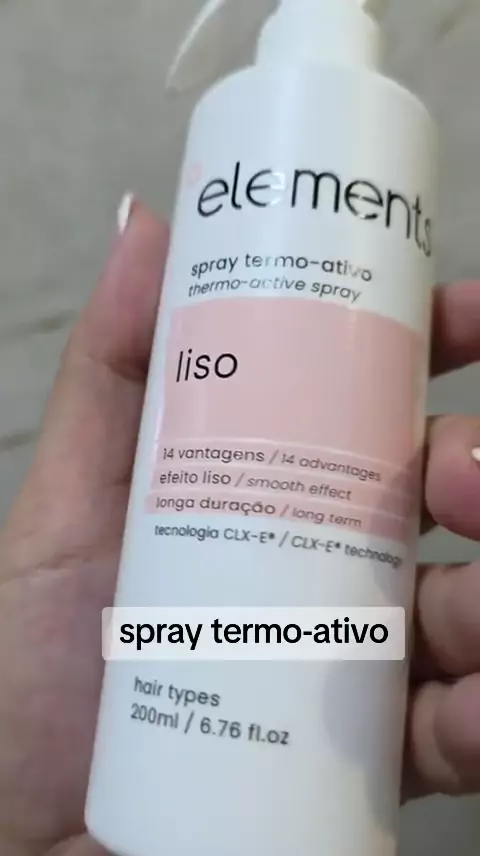 elements
spray termo-ativo
thermo-active spray
liso
14 vantagens / 14 advantages
efeito liso / smooth effect
longa duração / long term
tecnologia CLX-E® / CLX-E® technology
spray termo-ativo
hair types
200ml / 6.76 fl.oz